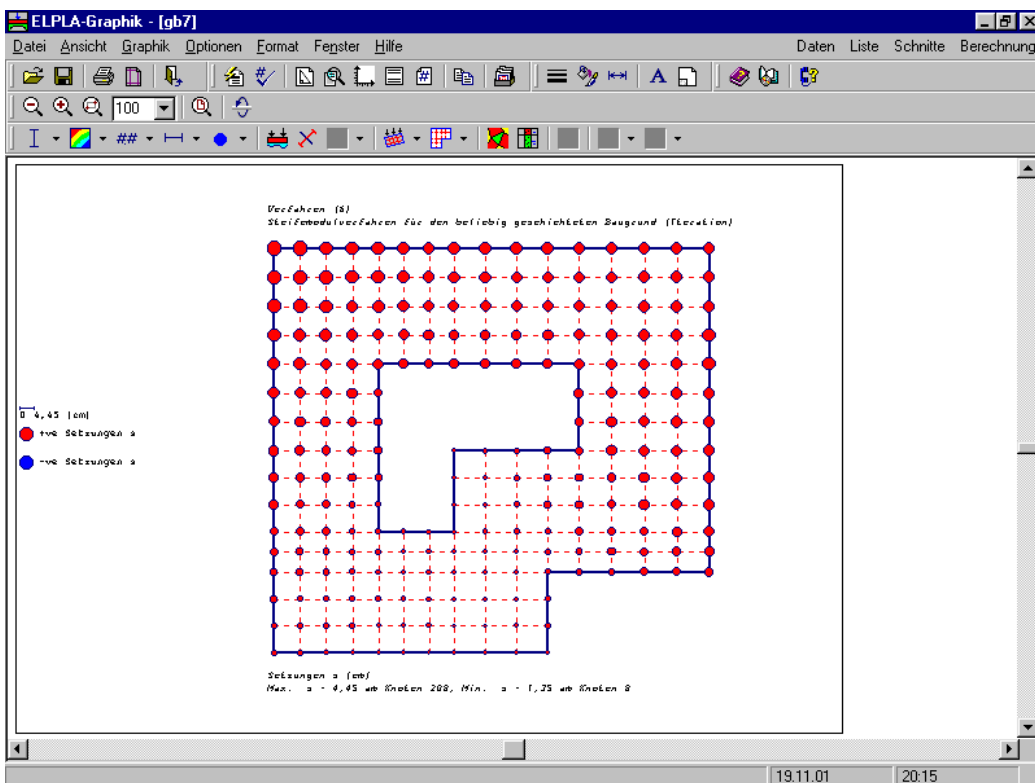 ELPLA-Graphik - [gb7]
Datei Ansicht Graphik Optionen Format Fenster Hilfe Daten Liste Schnitte Berechnung
100
##
Verfahren (6)
Steifemodulverfahren für den beliebig geschichteten Baugrund (Iteration)
0 4,45 (cm)
+ve Setzungen s
-ve Setzungen s
Setzungen s (cm)
Max. s = 4,45 am Knoten 208, Min. s = 1,35 am Knoten 8
19.11.01 20:15